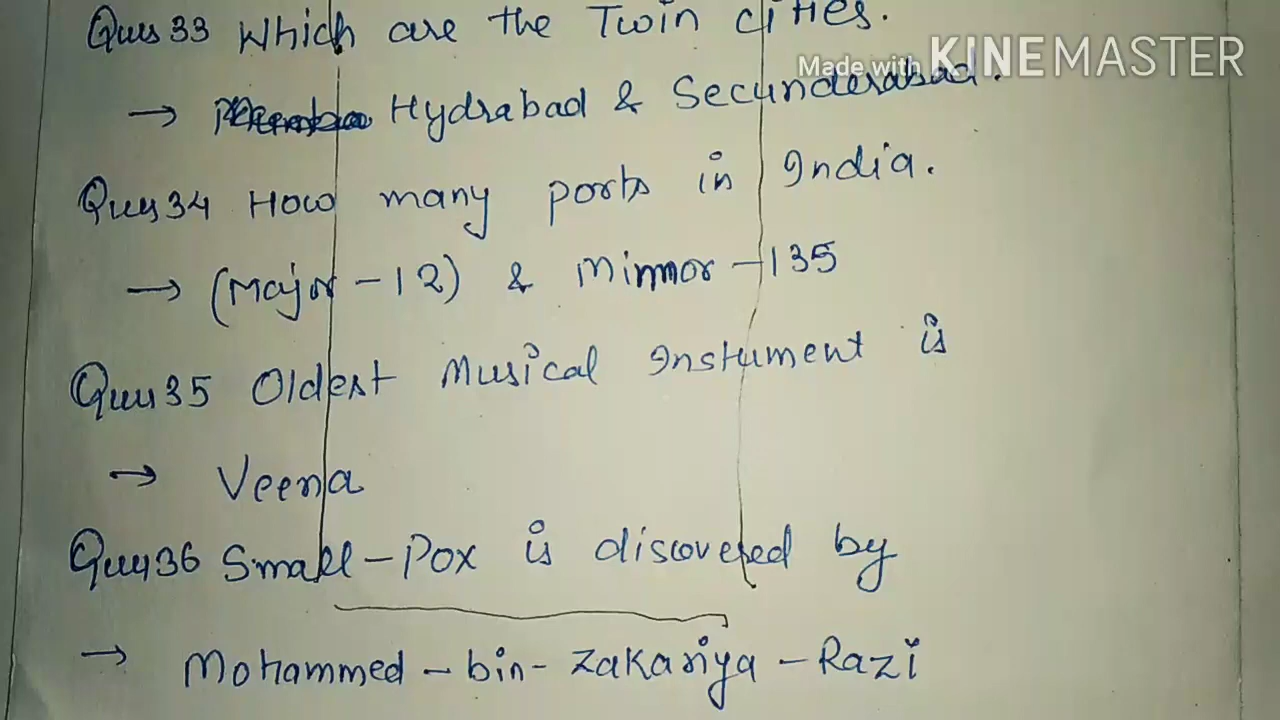 Ques 33 Which are the Twin cities.
Made with KINEMASTER
→ Hydrabad & Secunderabad.
Ques 34 How many ports in India.
→ (Major - 12) & Minmor - 135
Ques 35 Oldest Musical Instument is
→ Veena
Ques 36 Small - Pox is discovered by
→ Mohammed - bin - Zakariya - Razi